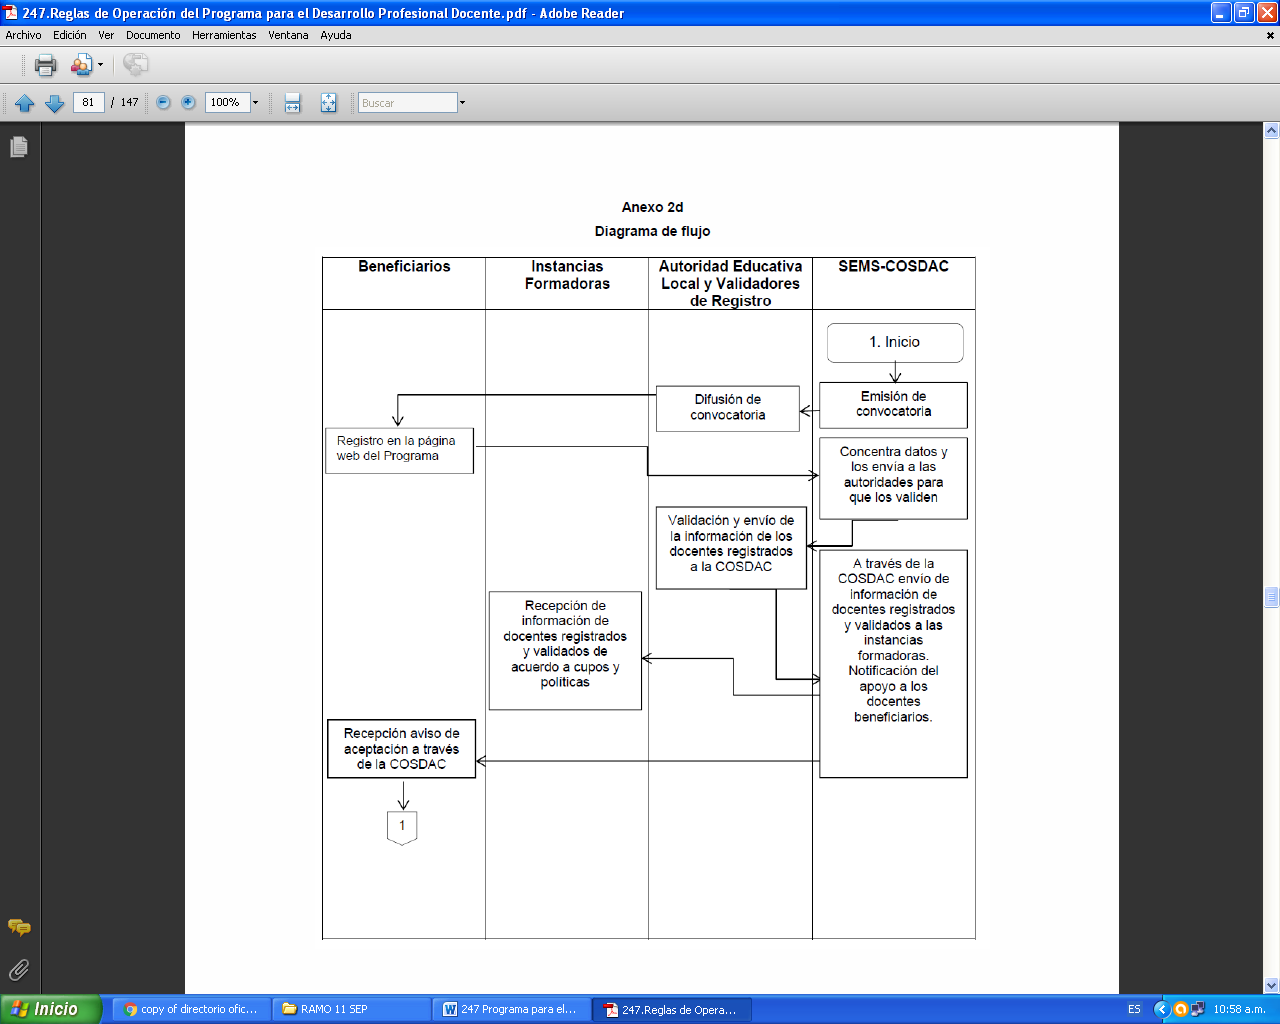 247.Reglas de Operación del Programa para el Desarrollo Profesional Docente.pdf - Adobe Reader
Archivo Edición Ver Documento Herramientas Ventana Ayuda
81 / 147 100% Buscar
Anexo 2d
Diagrama de flujo
Beneficiarios
Instancias
Formadoras
Autoridad Educativa
Local y Validadores
de Registro
SEMS-COSDAC
1. Inicio
Emisión de
convocatoria
Difusión de
convocatoria
Registro en la página
web del Programa
Concentra datos y
los envía a las
autoridades para
que los validen
Validación y envío de
la información de los
docentes registrados
a la COSDAC
A través de la
COSDAC envío de
información de
docentes registrados
y validados a las
instancias
formadoras.
Notificación del
apoyo a los
docentes
beneficiarios.
Recepción de
información de
docentes registrados
y validados de
acuerdo a cupos y
políticas
Recepción aviso de
aceptación a través
de la COSDAC
1
Inicio
copy of directorio ofic...
RAMO 11 SEP
247 Programa para el...
247.Reglas de Opera...
ES
10:58 a.m.